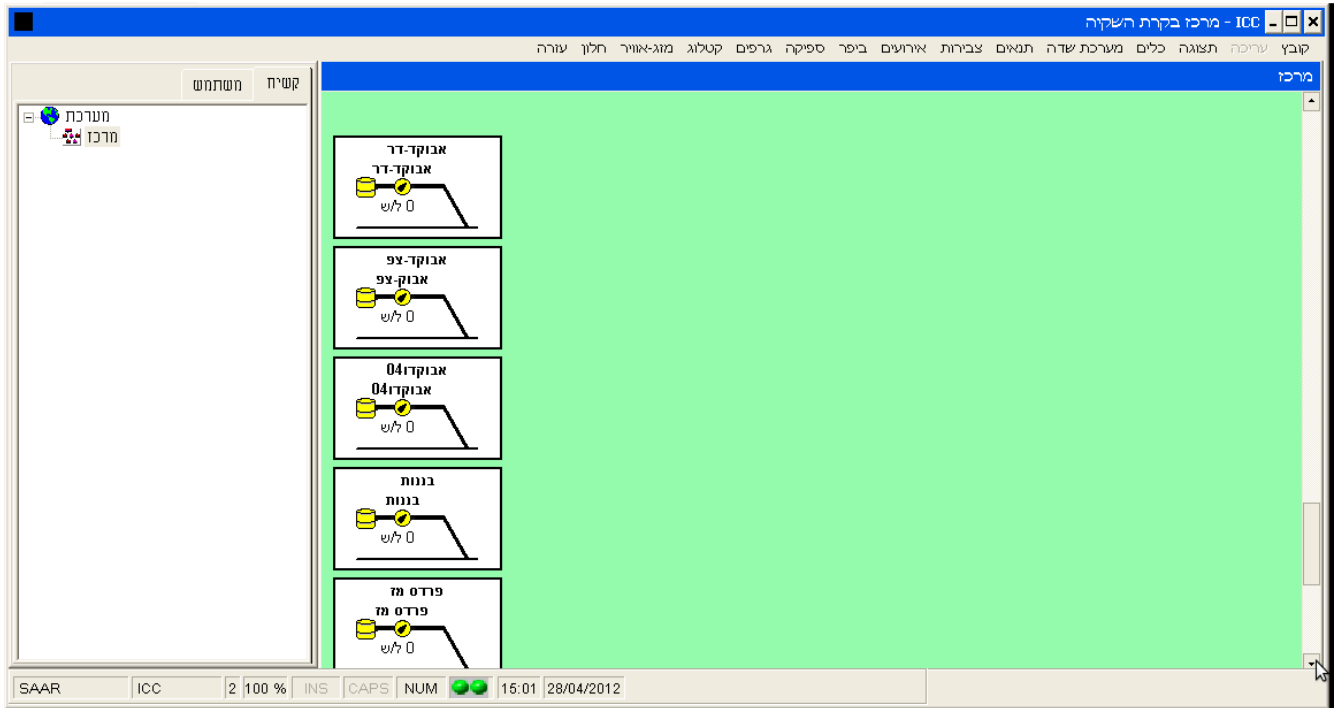 ICC - מרכז בקרת השקיה
קובץ עריכה תצוגה כלים מערכת שדה תנאים צבירות אירועים ביפר ספיקה גרפים קטלוג מזג-אוויר חלון עזרה
קשיח משתמש
מערכת
מרכז
מרכז
אבוקד-דר
אבוקד-דר
0 ל/ש
אבוקד-צפ
אבוק-צפ
0 ל/ש
אבוקדו04
אבוקדו04
0 ל/ש
בננות
בננות
0 ל/ש
פרדס מז
פרדס מז
0 ל/ש
SAAR ICC 2 100 % INS CAPS NUM 15:01 28/04/2012